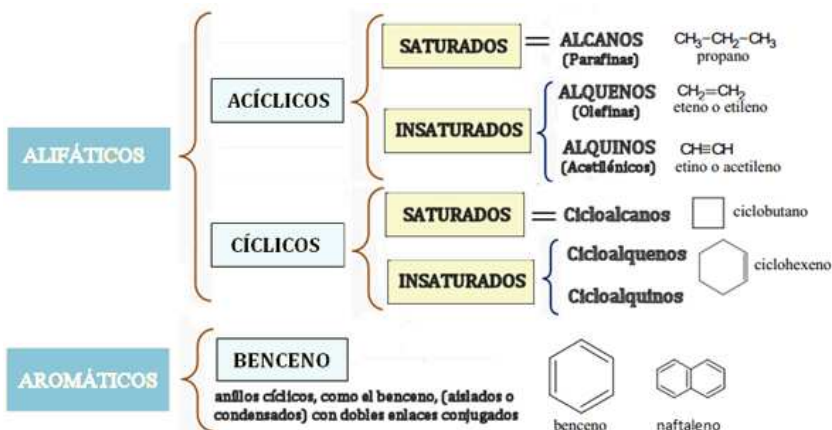 ALIFÁTICOS
ACÍCLICOS
SATURADOS = ALCANOS
(Parafinas)
CH₃−CH₂−CH₃
propano
INSATURADOS
ALQUENOS
(Olefinas)
CH₂=CH₂
eteno o etileno
ALQUINOS
(Acetilénicos)
CH≡CH
etino o acetileno
CÍCLICOS
SATURADOS = Cicloalcanos
ciclobutano
INSATURADOS
Cicloalquenos
ciclohexeno
Cicloalquinos
AROMÁTICOS
BENCENO
anillos cíclicos, como el benceno, (aislados o
condensados) con dobles enlaces conjugados
benceno
naftaleno